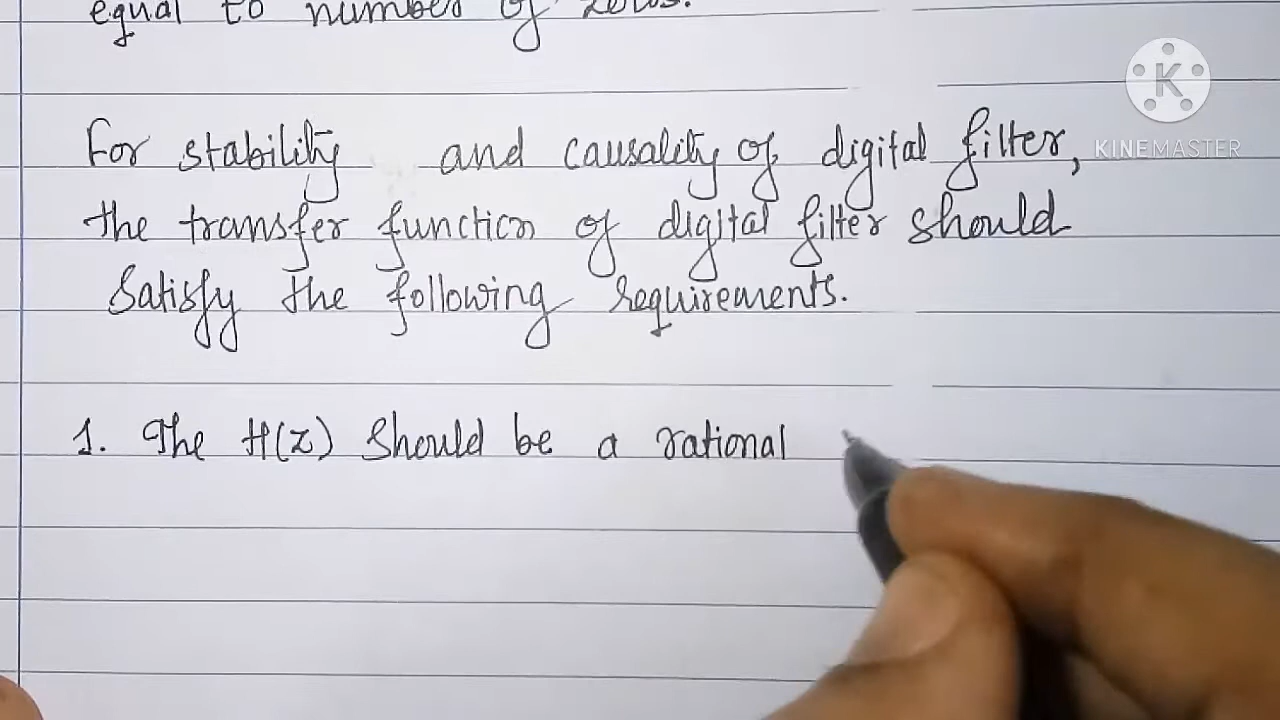 equal to number of zeros.
K
KINEMASTER
For stability and causality of digital filter,
the transfer function of digital filter should
satisfy the following requirements.
1. The H(z) should be a rational